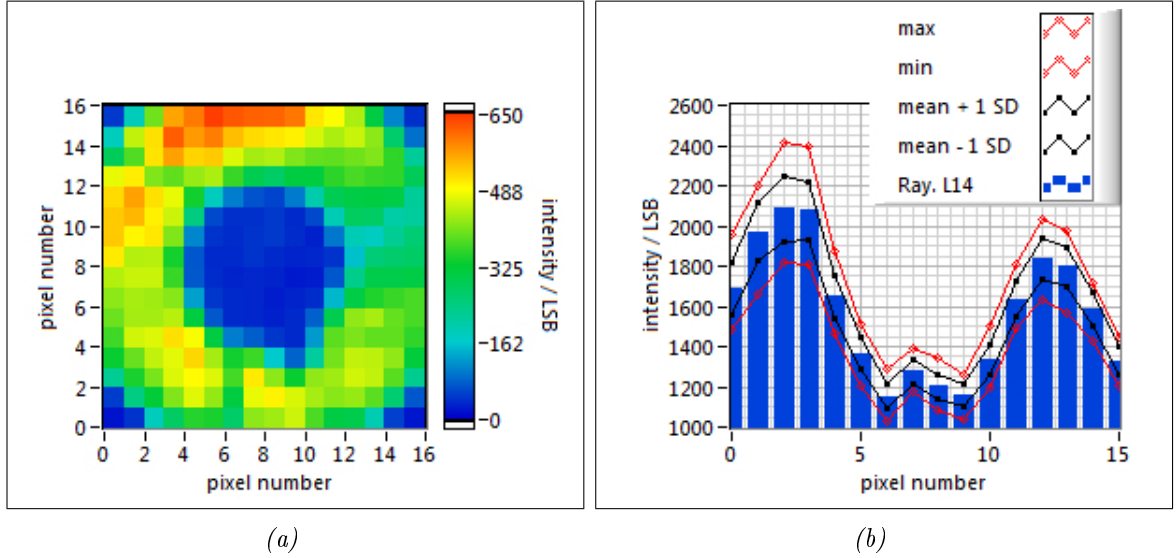 16
14
12
10
8
6
4
2
0
pixel number
0 2 4 6 8 10 12 14 16
pixel number
650
488
325
162
0
intensity / LSB
(a)
max
min
mean + 1 SD
mean - 1 SD
Ray. L14
2600
2400
2200
2000
1800
1600
1400
1200
1000
intensity / LSB
0 5 10 15
pixel number
(b)